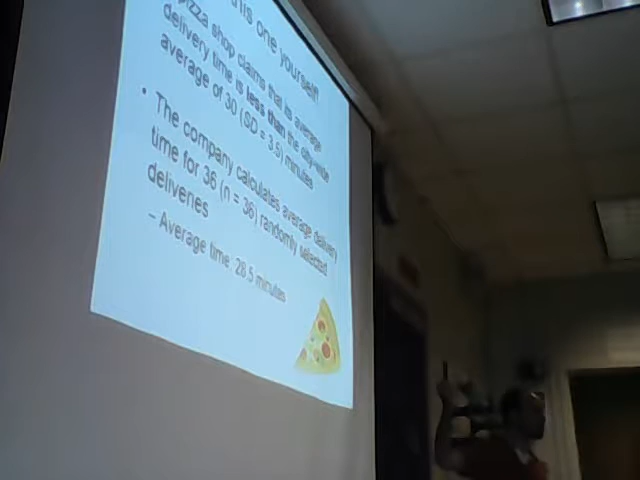 this one yourself!
pizza shop claims that its average
delivery time is less than the city-wide
average of 30 (SD = 3.5) minutes
• The company calculates average delivery
time for 36 (n = 36) randomly selected
deliveries
– Average time 28.5 minutes